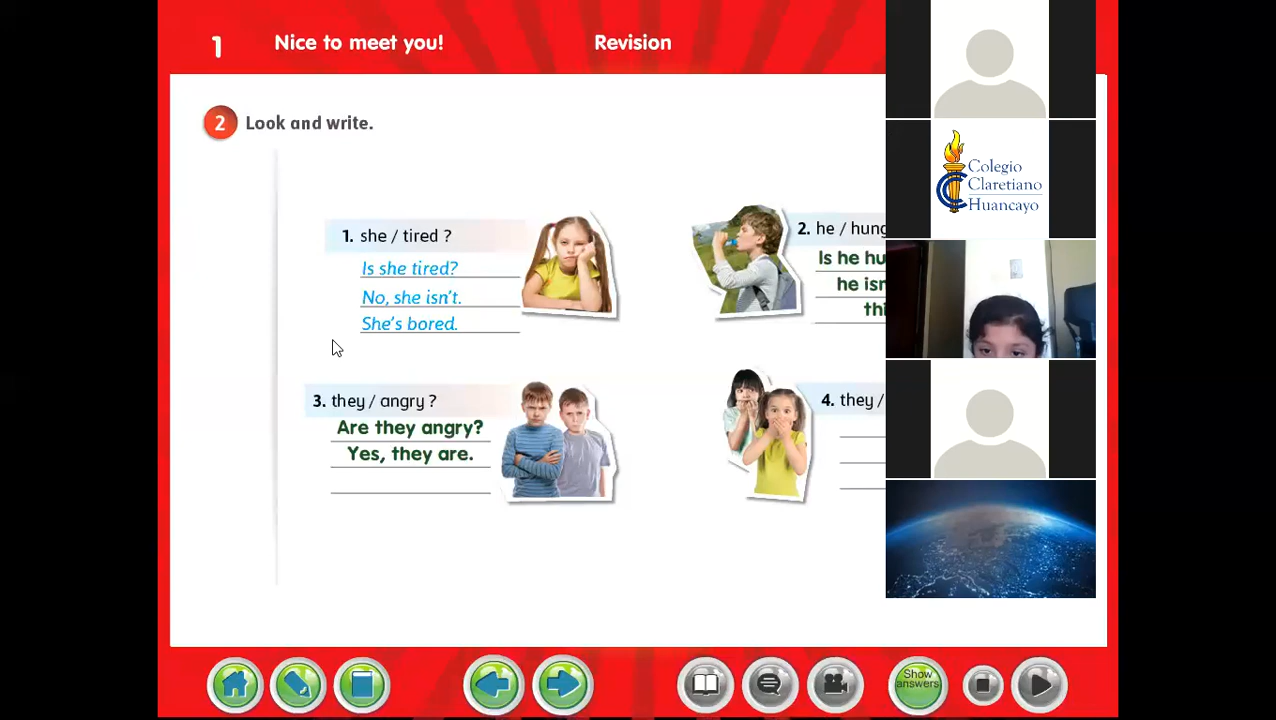 1 Nice to meet you! Revision
2 Look and write.
1. she / tired ?
Is she tired?
No, she isn't.
She's bored.
2. he / hung
Is he hu
he isn
thi
3. they / angry ?
Are they angry?
Yes, they are.
4. they /
Colegio
Claretiano
Huancayo
Show
answers